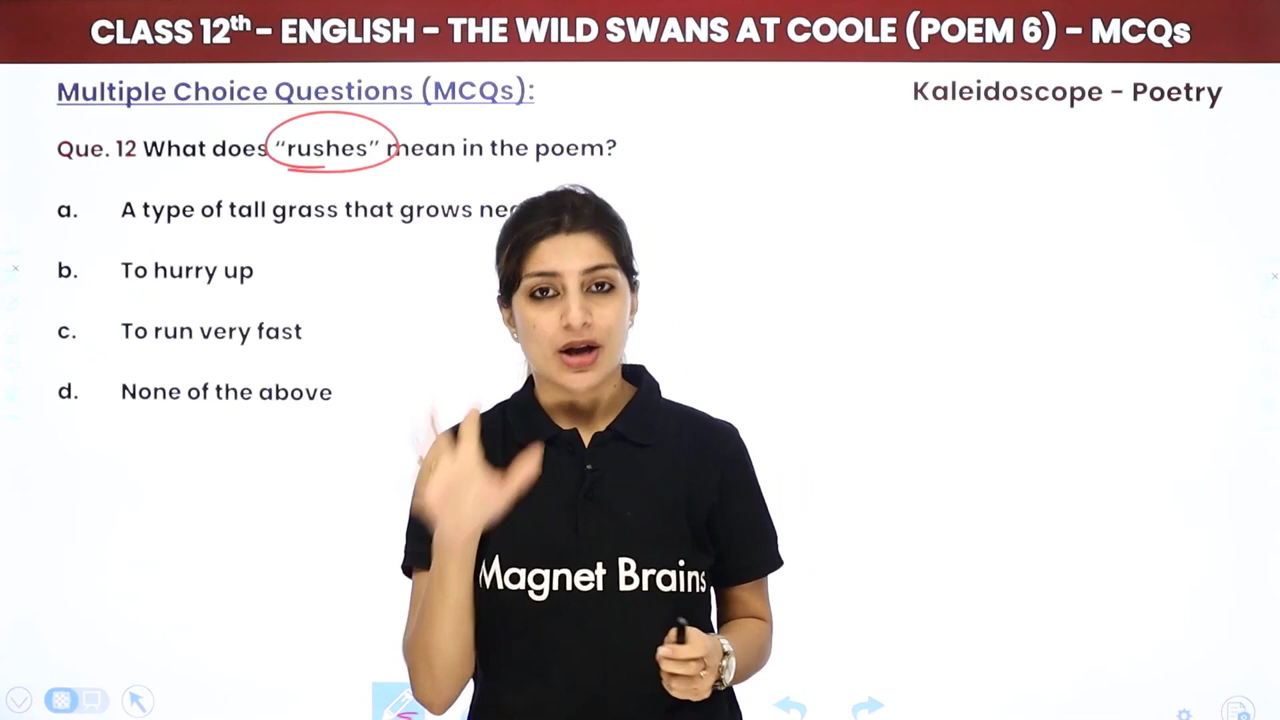 CLASS 12th – ENGLISH – THE WILD SWANS AT COOLE (POEM 6) – MCQs
Multiple Choice Questions (MCQs):
Kaleidoscope - Poetry
Que. 12 What does “rushes” mean in the poem?
a. A type of tall grass that grows
b. To hurry up
c. To run very fast
d. None of the above
Magnet Brains